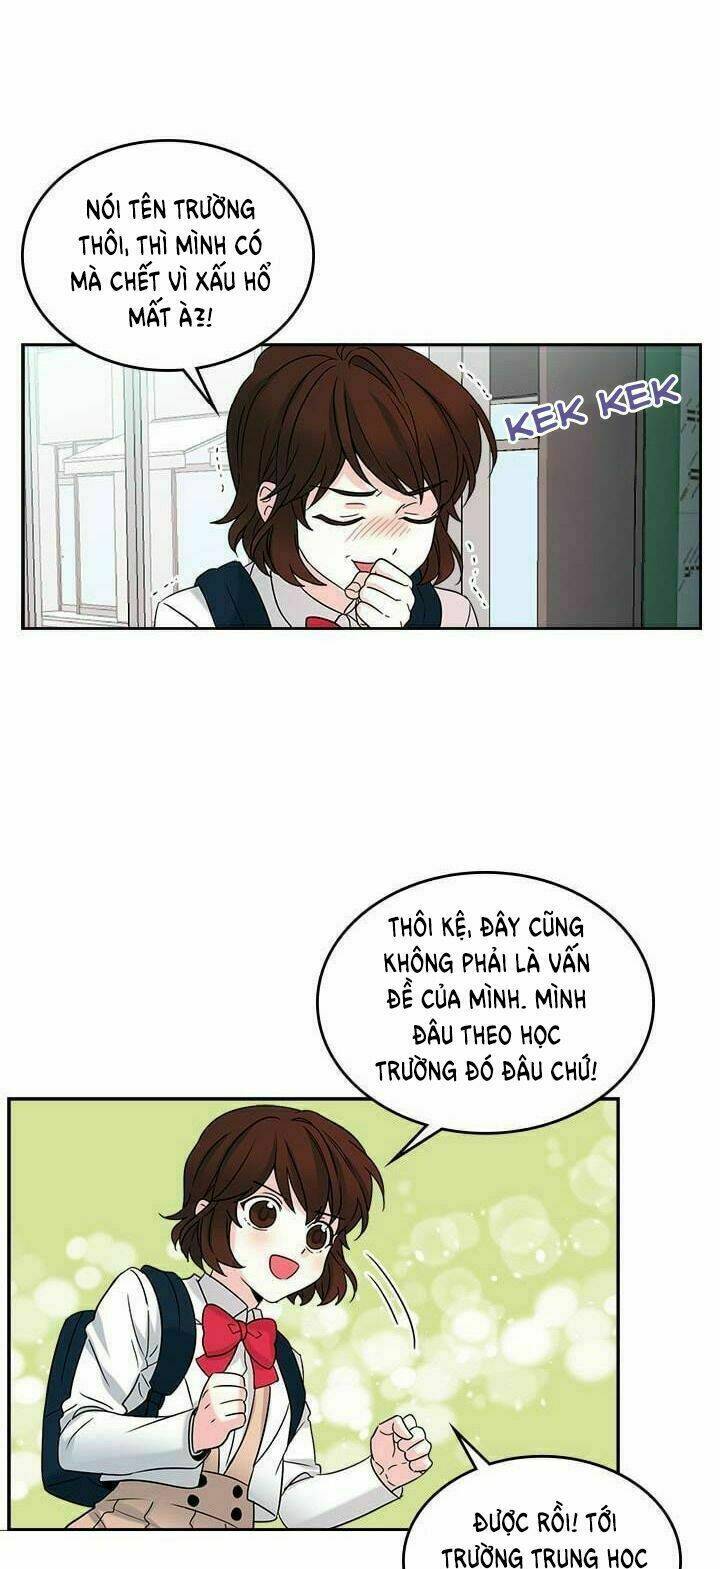 NÓI TÊN TRƯỜNG
THÔI, THÌ MÌNH CÓ
MÀ CHẾT VÌ XẤU HỔ
MẤT À?!
KEK KEK
THÔI KỆ, ĐÂY CŨNG
KHÔNG PHẢI LÀ VẤN
ĐỀ CỦA MÌNH. MÌNH
ĐÂU THEO HỌC
TRƯỜNG ĐÓ ĐÂU CHỨ!
ĐƯỢC RỒI! TỚI
TRƯỜNG TRUNG HỌC